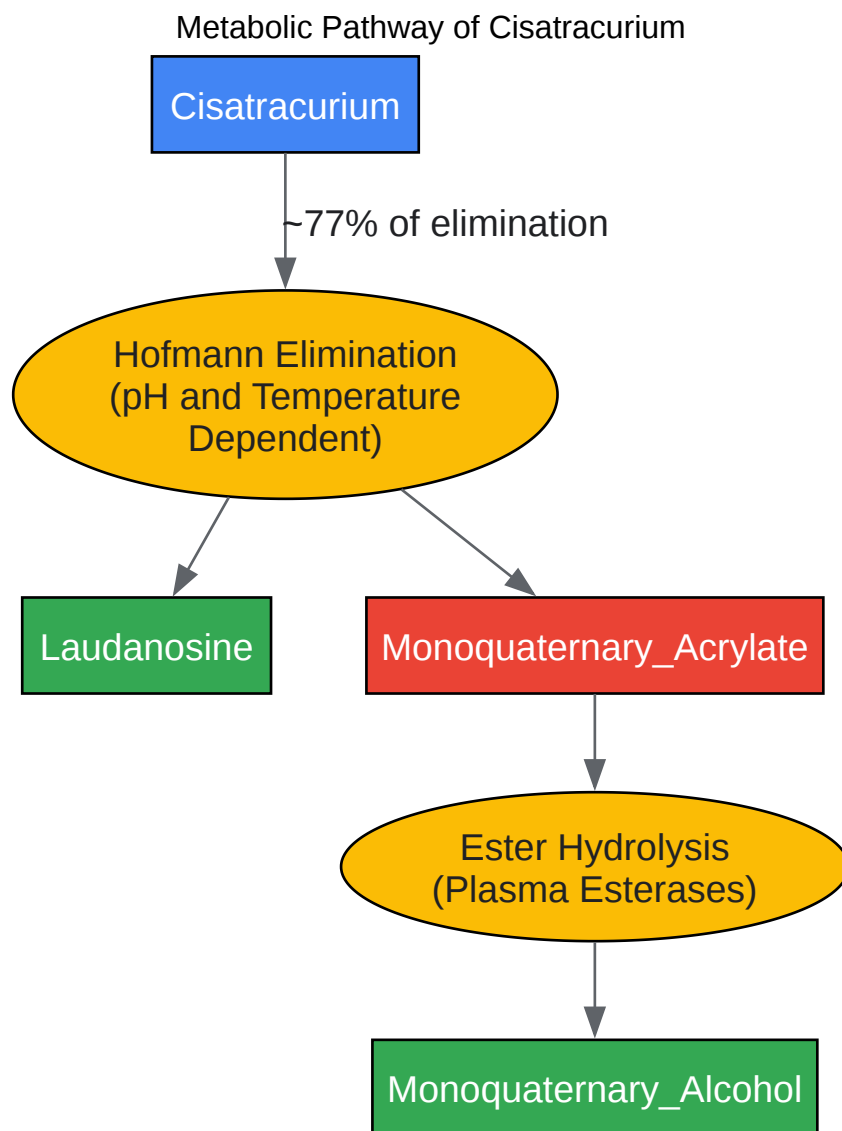 Metabolic Pathway of Cisatracurium
Cisatracurium
~77% of elimination
Hofmann Elimination
(pH and Temperature
Dependent)
Laudanosine
Monoquaternary_Acrylate
Ester Hydrolysis
(Plasma Esterases)
Monoquaternary_Alcohol